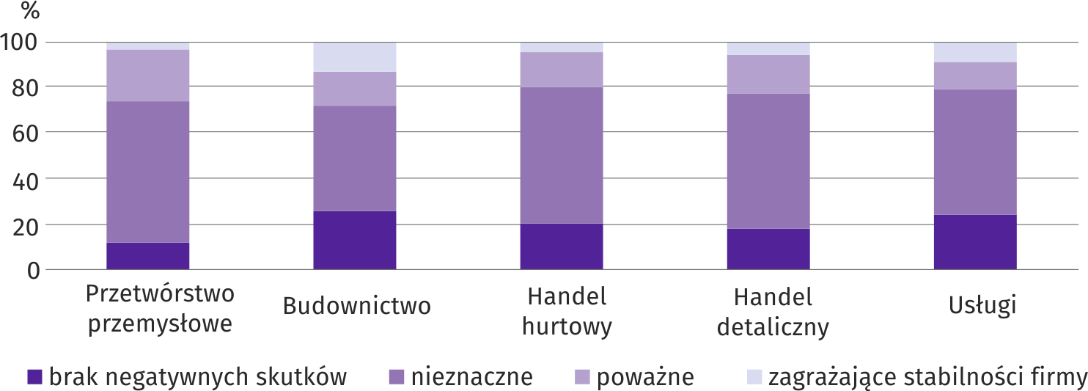 %
100
80
60
40
20
0
Przetwórstwo
przemysłowe
Budownictwo
Handel
hurtowy
Handel
detaliczny
Usługi
brak negatywnych skutków nieznaczne poważne zagrażające stabilności firmy